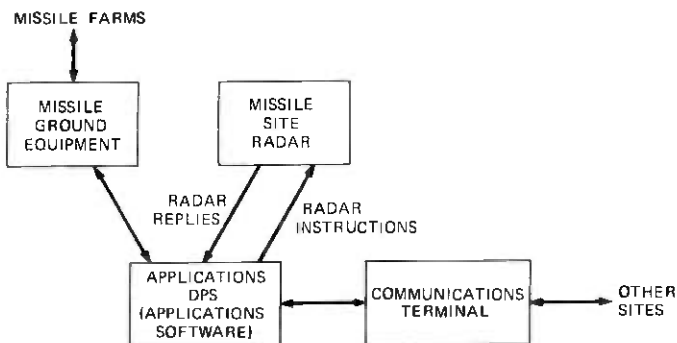 MISSILE FARMS
MISSILE
GROUND
EQUIPMENT
MISSILE
SITE
RADAR
RADAR
REPLIES
RADAR
INSTRUCTIONS
APPLICATIONS
DPS
(APPLICATIONS
SOFTWARE)
COMMUNICATIONS
TERMINAL
OTHER
SITES